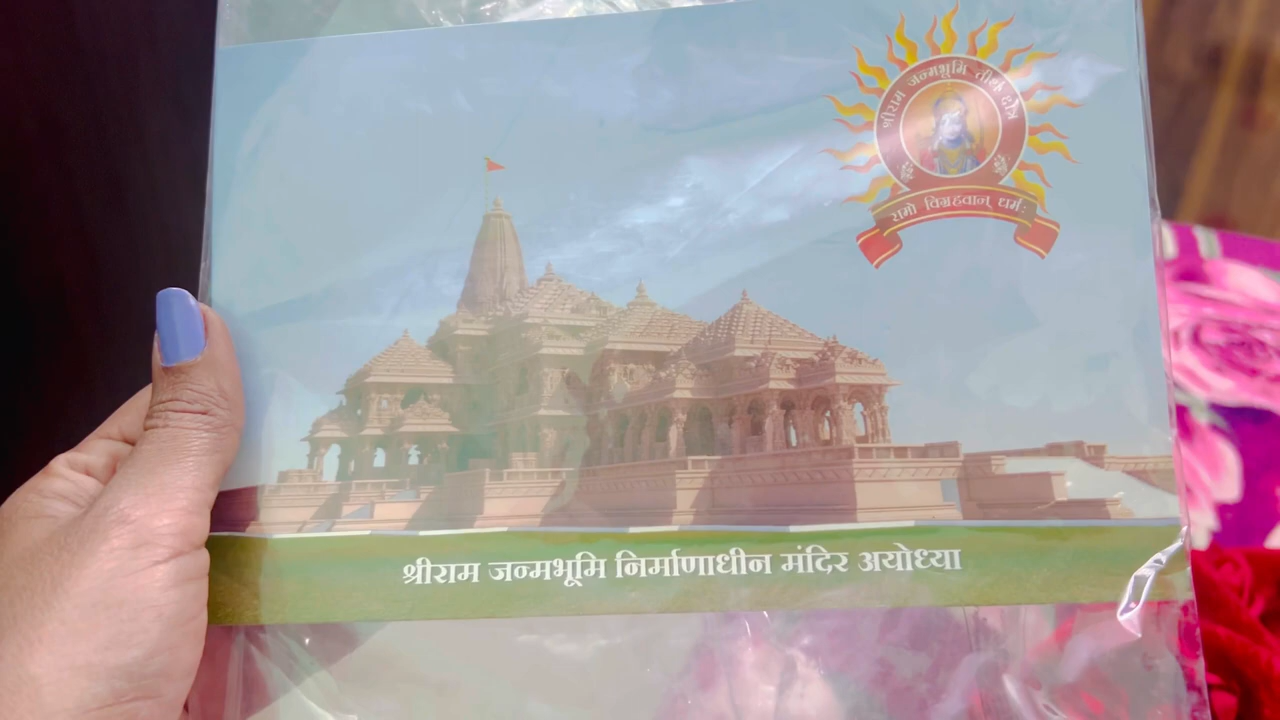 श्रीराम जन्मभूमि तीर्थ क्षेत्र
रामो विग्रहवान् धर्मः
श्रीराम जन्मभूमि निर्माणाधीन मंदिर अयोध्या